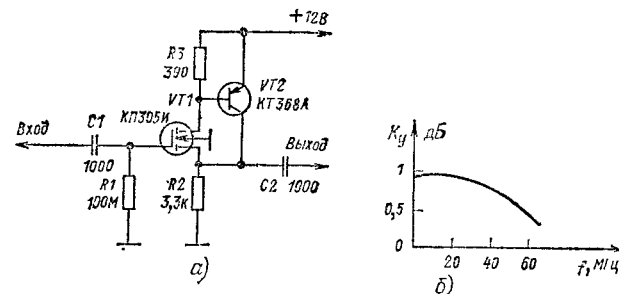 +12В
R3
390
VT1
VT2
КТ368А
КП305И
Вход
C1
1000
R1
100М
R2
3,3к
Выход
C2 1000
а)
Kу дБ
1
0,5
0
20 40 60 f, МГц
б)